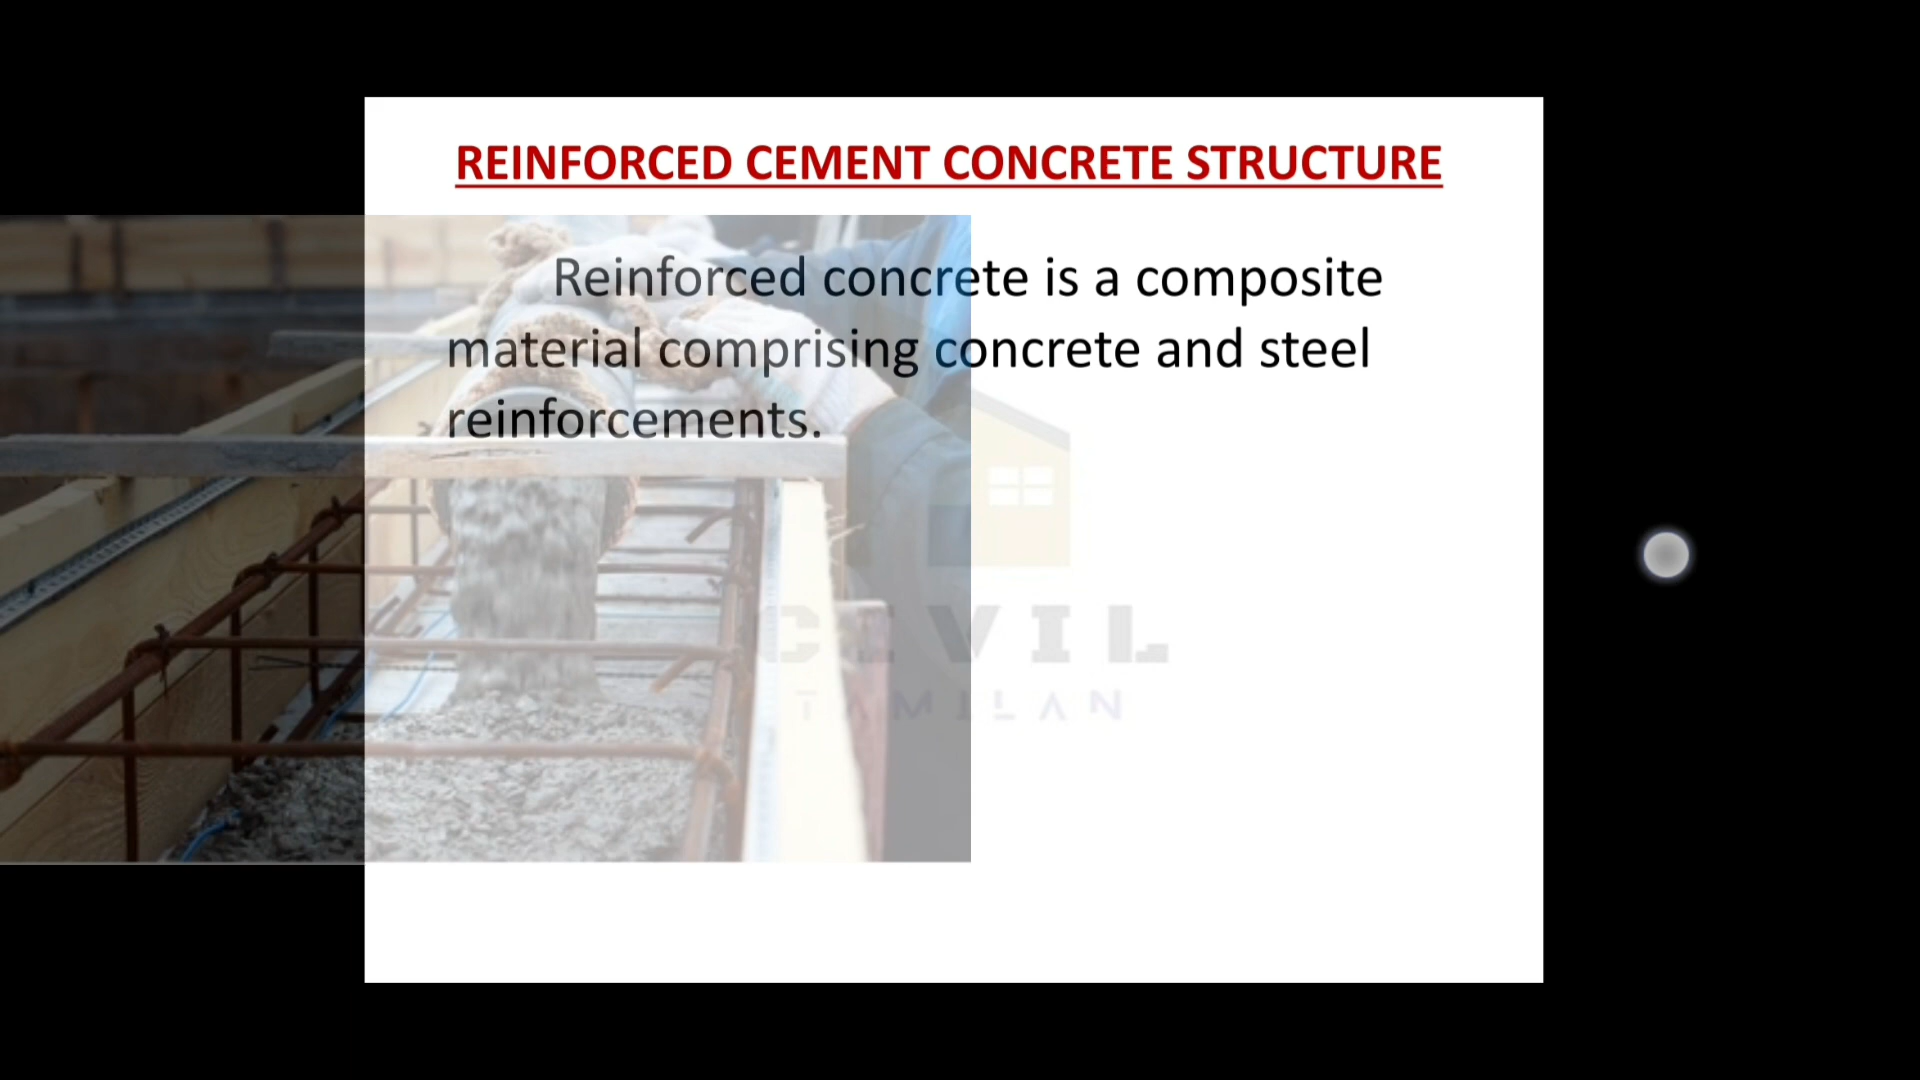 REINFORCED CEMENT CONCRETE STRUCTURE
Reinforced concrete is a composite
material comprising concrete and steel
reinforcements.
CIVIL
TAMILAN